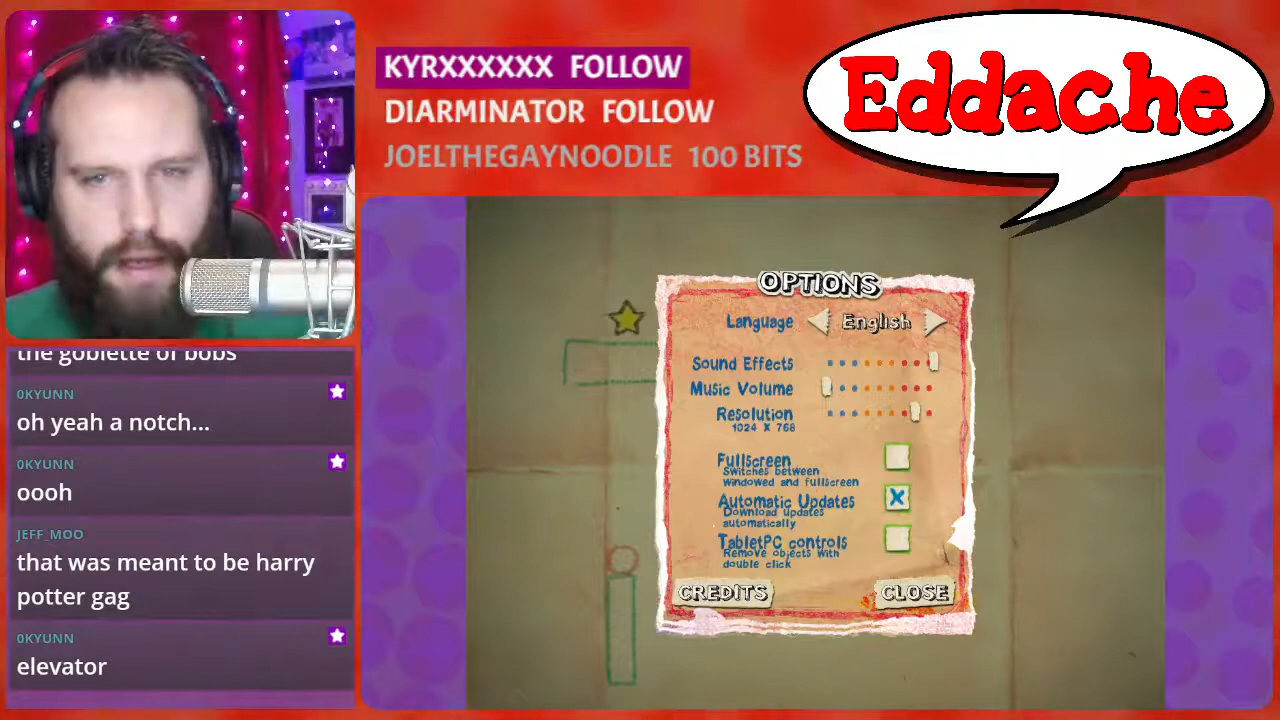 KYRXXXXXX FOLLOW
DIARMINATOR FOLLOW
JOELTHEGAYNOODLE 100 BITS
Eddache
the goblette of bobs
0KYUNN
oh yeah a notch...
0KYUNN
oooh
JEFF_MOO
that was meant to be harry
potter gag
0KYUNN
elevator
OPTIONS
Language English
Sound Effects
Music Volume
Resolution
1024 X 768
Fullscreen
Switches between
windowed and fullscreen
Automatic Updates
Download updates
automatically
TabletPC controls
Remove objects with
double click
CREDITS CLOSE